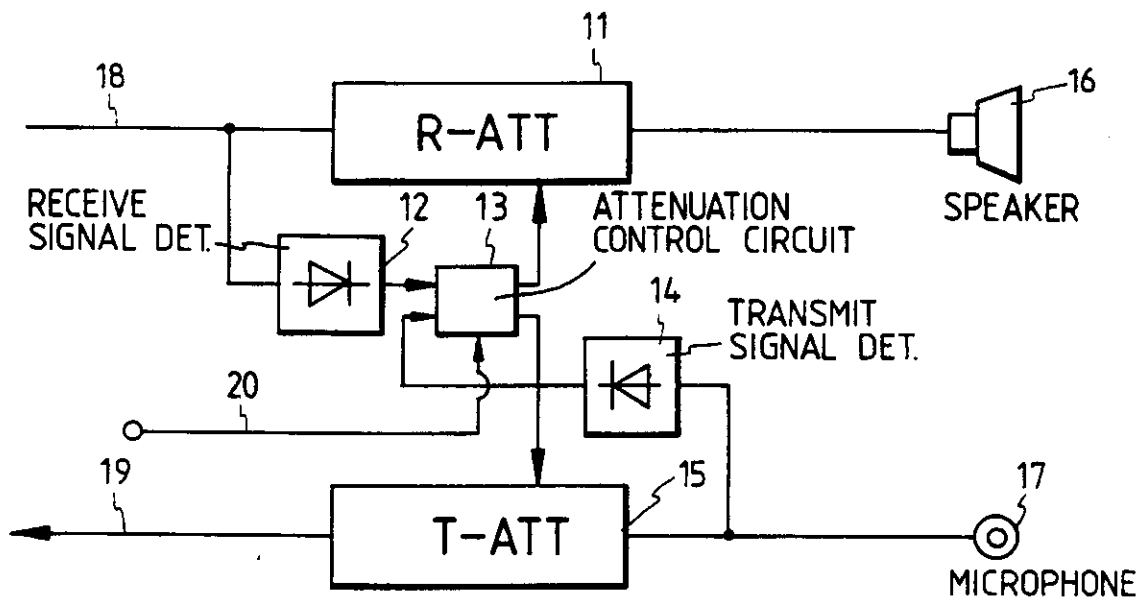 11
18
R-ATT
16
SPEAKER
RECEIVE
SIGNAL DET.
12
13
ATTENUATION
CONTROL CIRCUIT
14
TRANSMIT
SIGNAL DET.
20
19
T-ATT
15
17
MICROPHONE